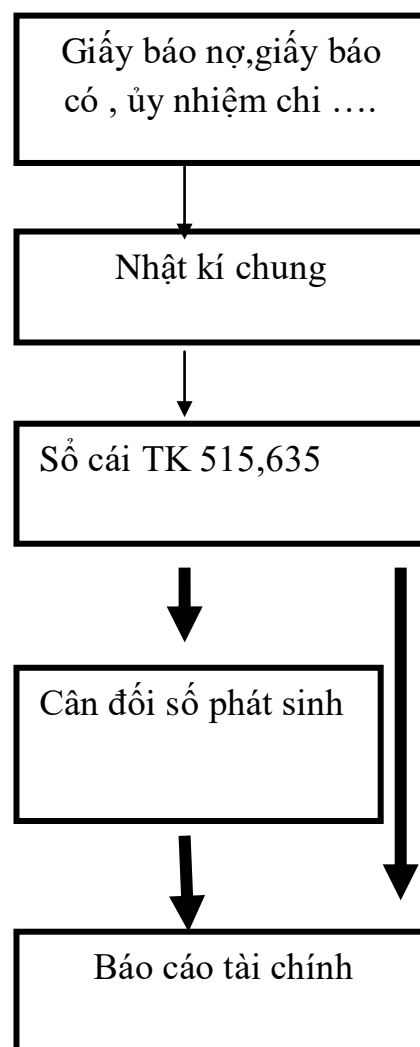 Giấy báo nợ,giấy báo
có , ủy nhiệm chi ….
Nhật kí chung
Sổ cái TK 515,635
Cân đối số phát sinh
Báo cáo tài chính